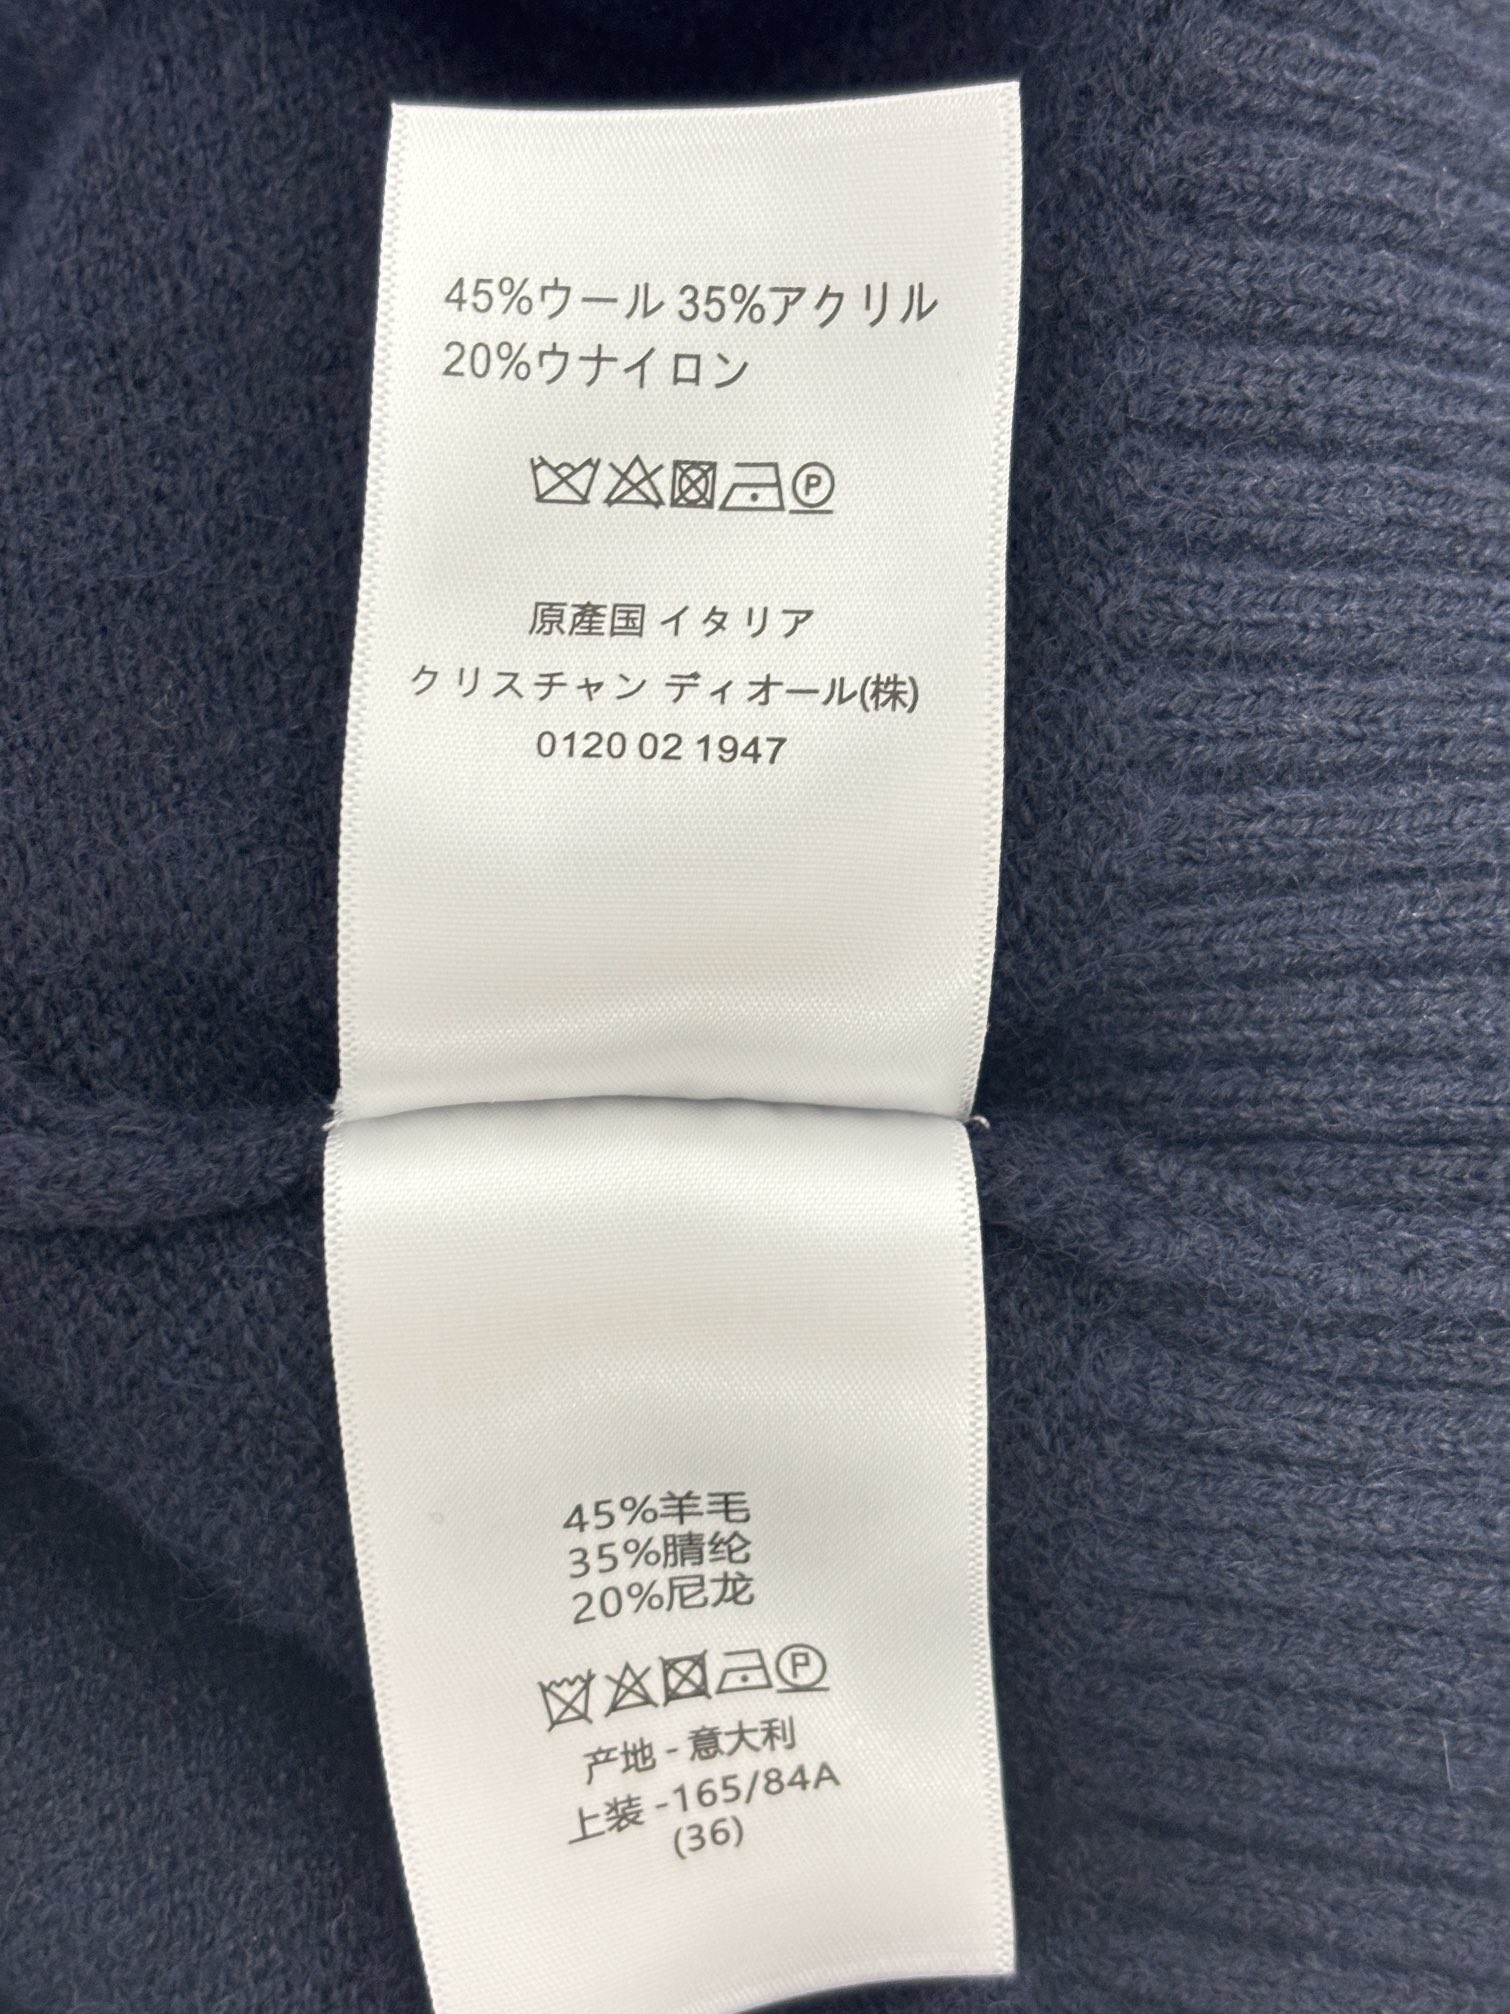 45%ウール 35%アクリル
20%ウナイロン
P
原產国 イタリア
クリスチャン ディオール(株)
0120 02 1947
45%羊毛
35%腈纶
20%尼龙
P
产地 - 意大利
上装 -165/84A
(36)